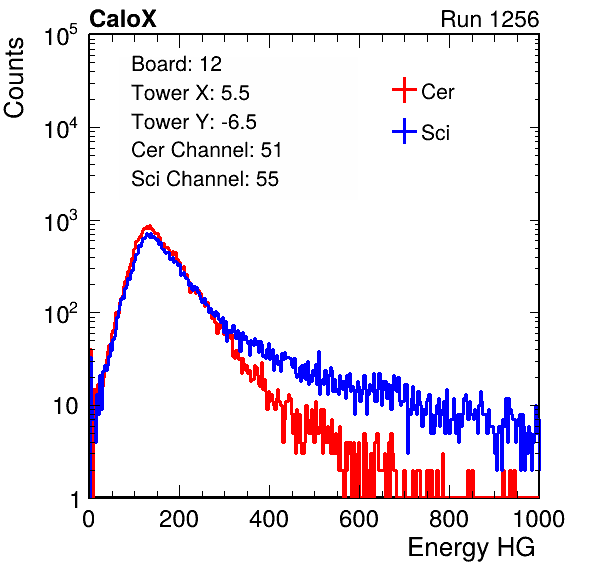 CaloX Run 1256
Counts
Board: 12
Tower X: 5.5
Tower Y: -6.5
Cer Channel: 51
Sci Channel: 55
Cer
Sci
10^5
10^4
10^3
10^2
10
1
0 200 400 600 800 1000
Energy HG